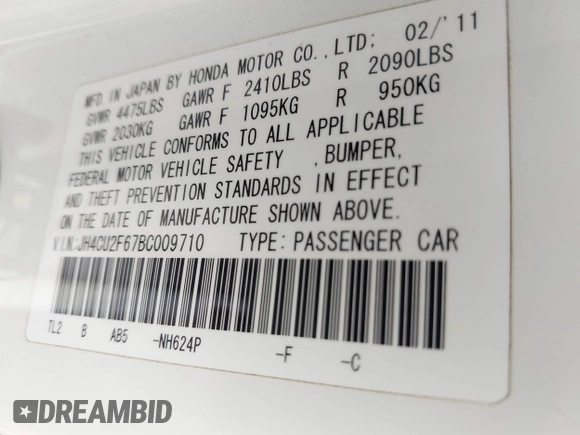 MFD IN JAPAN BY HONDA MOTOR CO.,LTD; 02/'11
GVWR 4475LBS GAWR F 2410LBS R 2090LBS
GVWR 2030KG GAWR F 1095KG R 950KG
THIS VEHICLE CONFORMS TO ALL APPLICABLE
FEDERAL MOTOR VEHICLE SAFETY ,BUMPER,
AND THEFT PREVENTION STANDARDS IN EFFECT
ON THE DATE OF MANUFACTURE SHOWN ABOVE.
V.I.N:JH4CU2F67BC009710 TYPE:PASSENGER CAR
TL2 B AB5 -NH624P -F -C
DREAMBID